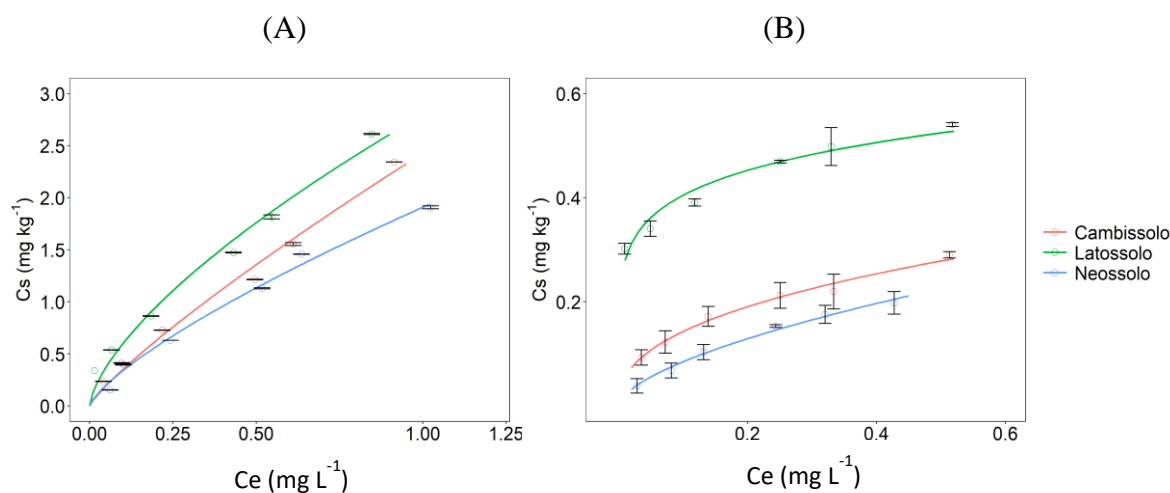 (A)
(B)
3.0
2.5
2.0
1.5
1.0
0.5
0.0
Cs (mg kg⁻¹)
0.00
0.25
0.50
1.00
1.25
Ce (mg L⁻¹)
0.6
0.4
0.2
Cs (mg kg⁻¹)
0.2
0.4
0.6
Ce (mg L⁻¹)
Cambissolo
Latossolo
Neossolo